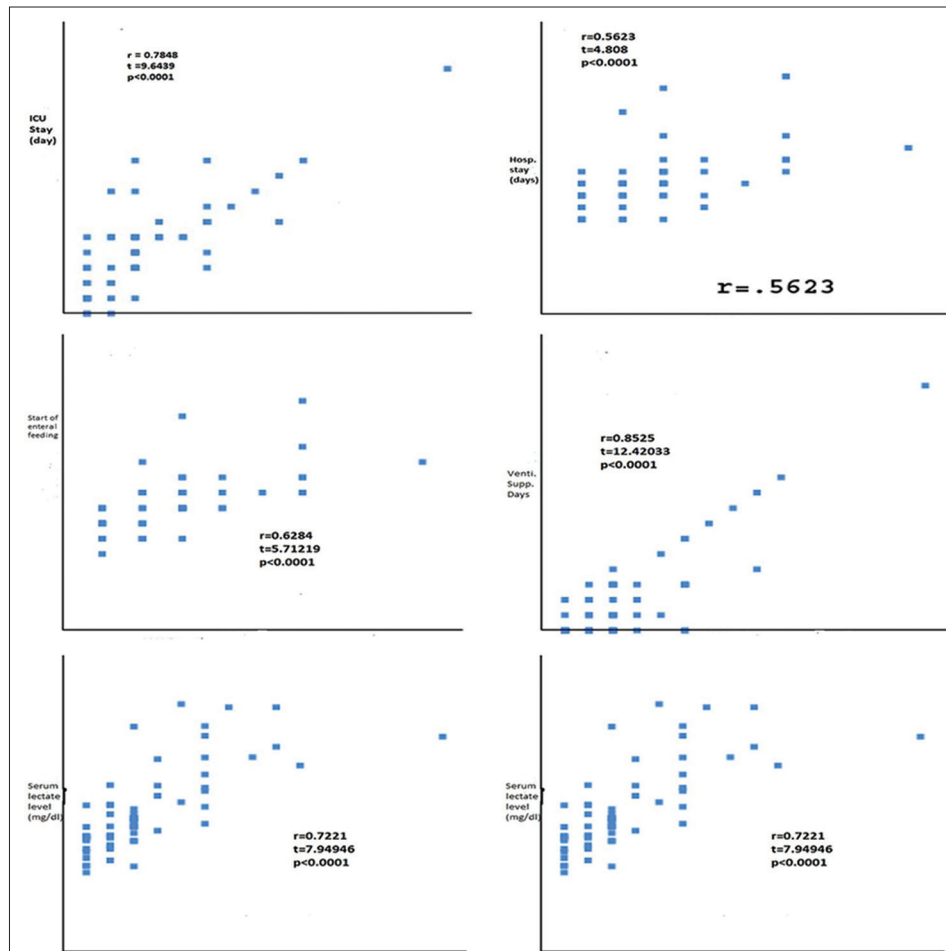 r = 0.7848
t =9.6439
p<0.0001
ICU
Stay
(day)
r=0.5623
t=4.808
p<0.0001
Hosp.
stay
(days)
r=.5623
Start of
enteral
feeding
r=0.6284
t=5.71219
p<0.0001
r=0.8525
t=12.42033
p<0.0001
Venti.
Supp.
Days
Serum
lectate
level
(mg/dl)
r=0.7221
t=7.94946
p<0.0001
Serum
lectate
level
(mg/dl)
r=0.7221
t=7.94946
p<0.0001